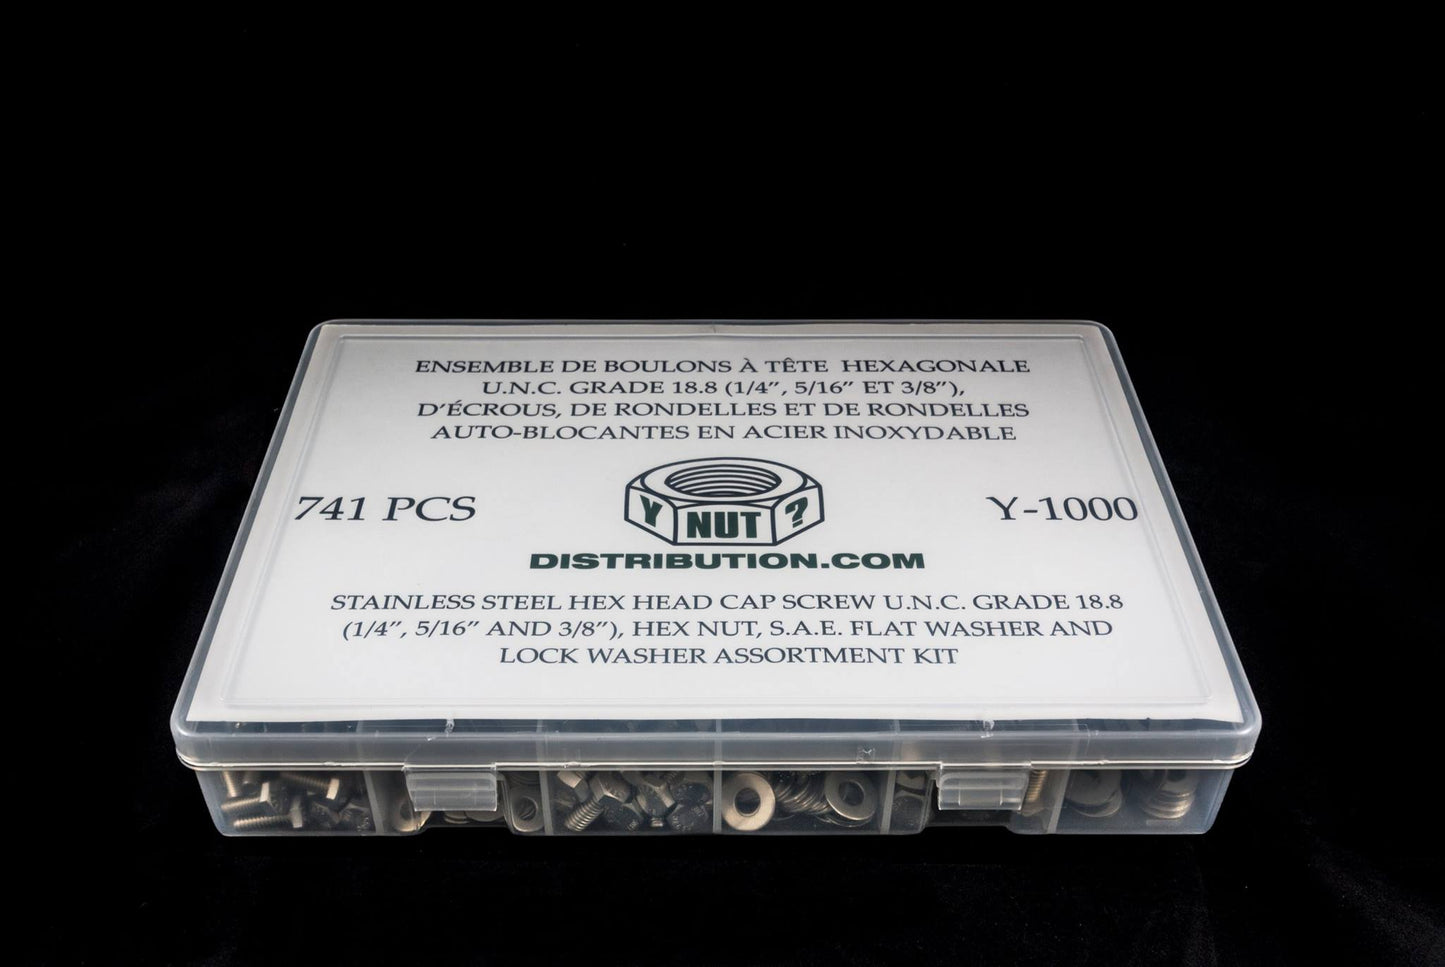 ENSEMBLE DE BOULONS À TÊTE HEXAGONALE
U.N.C. GRADE 18.8 (1/4”, 5/16” ET 3/8”),
D’ÉCROUS, DE RONDELLES ET DE RONDELLES
AUTO-BLOCANTES EN ACIER INOXYDABLE
741 PCS
Y NUT ?
Y-1000
DISTRIBUTION.COM
STAINLESS STEEL HEX HEAD CAP SCREW U.N.C. GRADE 18.8
(1/4”, 5/16” AND 3/8”), HEX NUT, S.A.E. FLAT WASHER AND
LOCK WASHER ASSORTMENT KIT